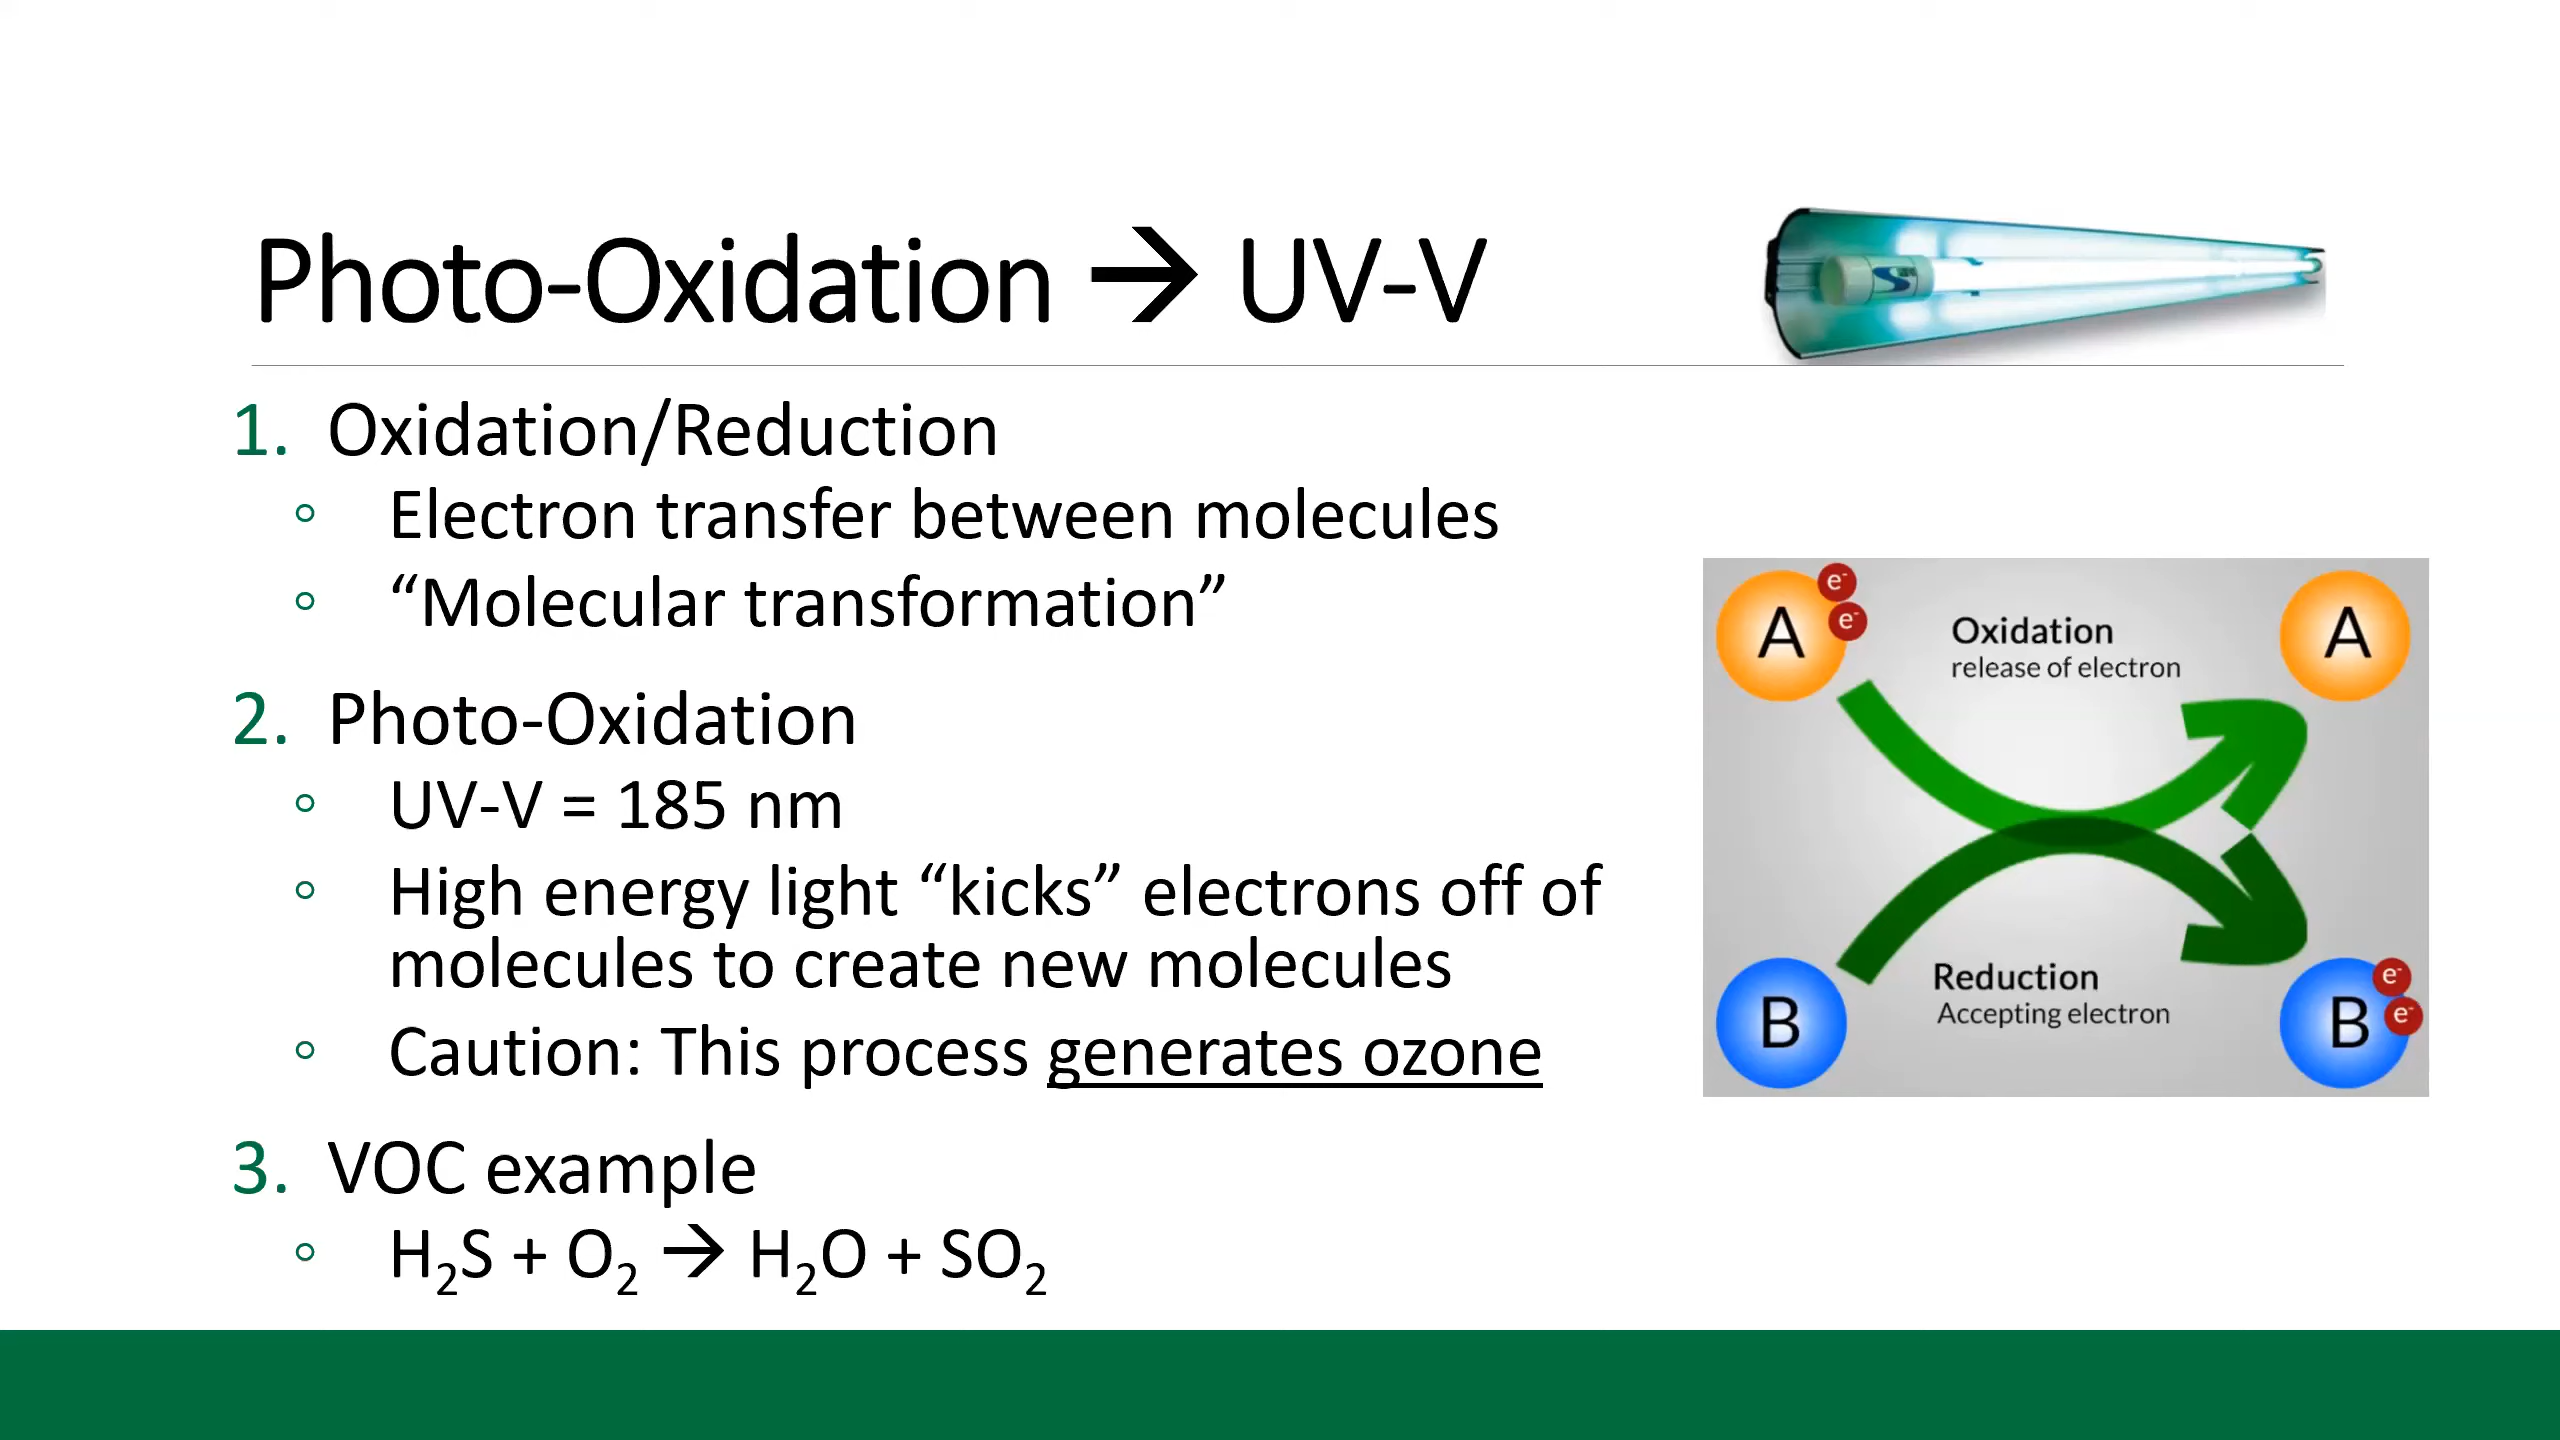 Photo-Oxidation → UV-V
1. Oxidation/Reduction
◦ Electron transfer between molecules
◦ “Molecular transformation”
2. Photo-Oxidation
◦ UV-V = 185 nm
◦ High energy light “kicks” electrons off of
molecules to create new molecules
◦ Caution: This process generates ozone
3. VOC example
◦ H₂S + O₂ → H₂O + SO₂
A e⁻ e⁻
Oxidation
release of electron
A
B
Reduction
Accepting electron
B e⁻ e⁻